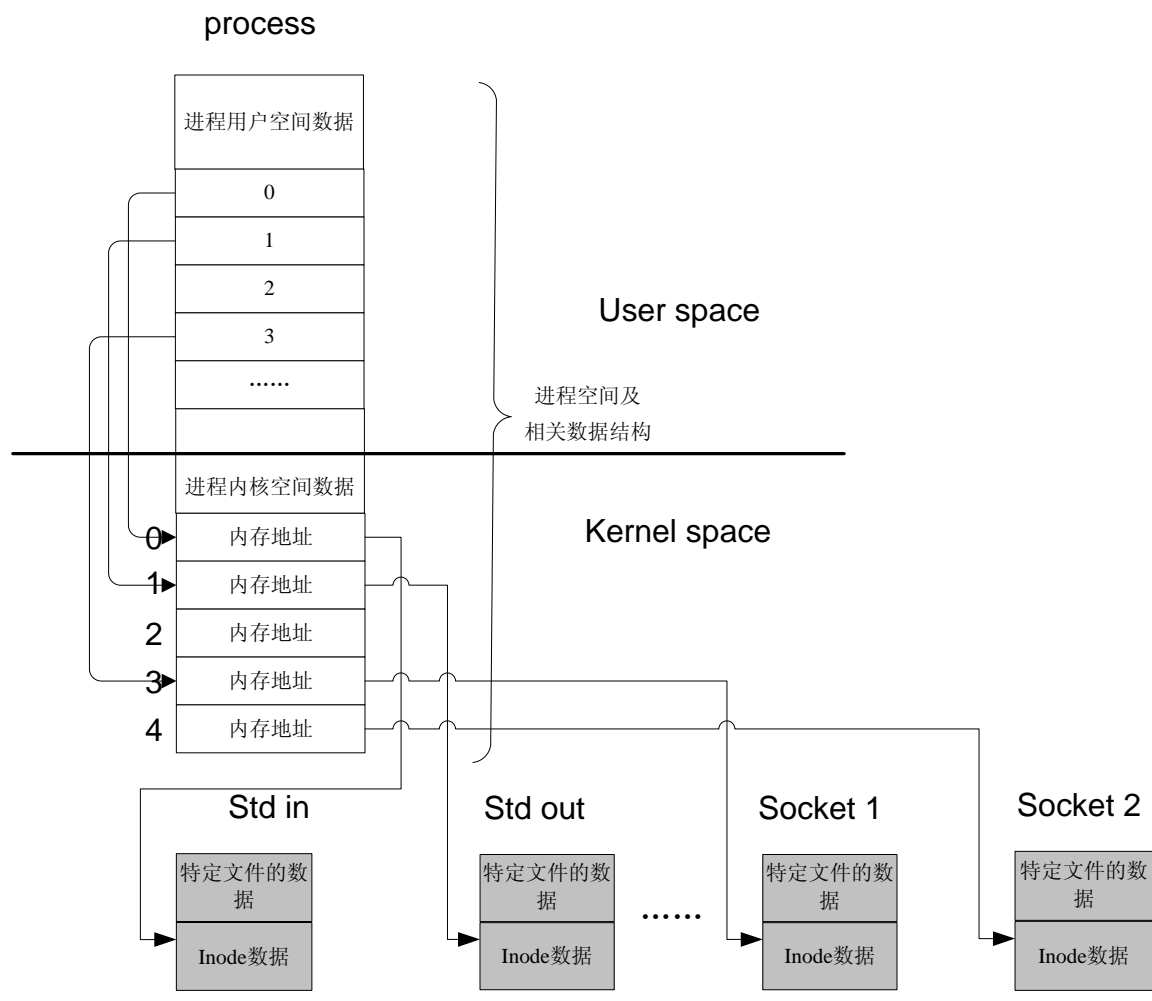 process
进程用户空间数据
0
1
2
3
......
User space
进程空间及
相关数据结构
进程内核空间数据
Kernel space
0
内存地址
1
内存地址
2
内存地址
3
内存地址
4
内存地址
Std in
Std out
Socket 1
Socket 2
特定文件的数
据
Inode数据
特定文件的数
据
Inode数据
......
特定文件的数
据
Inode数据
特定文件的数
据
Inode数据